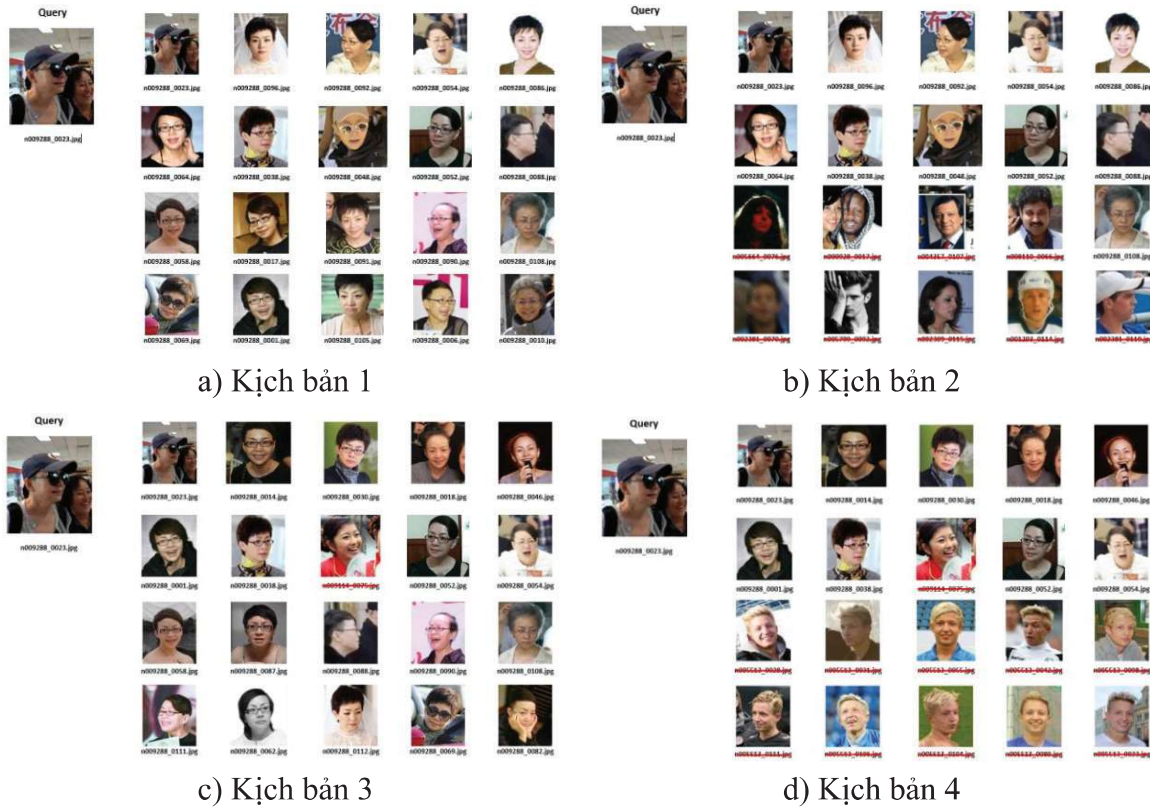 Query
n009288_0023.jpg
n009288_0023.jpg n009288_0096.jpg n009288_0092.jpg n009288_0054.jpg n009288_0086.jpg
n009288_0064.jpg n009288_0038.jpg n009288_0048.jpg n009288_0052.jpg n009288_0088.jpg
n009288_0058.jpg n009288_0017.jpg n009288_0091.jpg n009288_0090.jpg n009288_0108.jpg
n009288_0069.jpg n009288_0001.jpg n009288_0105.jpg n009288_0006.jpg n009288_0010.jpg
a) Kịch bản 1
Query
n009288_0023.jpg
n009288_0023.jpg n009288_0096.jpg n009288_0092.jpg n009288_0054.jpg n009288_0086.jpg
n009288_0064.jpg n009288_0038.jpg n009288_0048.jpg n009288_0052.jpg n009288_0088.jpg
n009288_0108.jpg
b) Kịch bản 2
Query
n009288_0023.jpg
n009288_0023.jpg n009288_0014.jpg n009288_0030.jpg n009288_0018.jpg n009288_0046.jpg
n009288_0001.jpg n009288_0038.jpg n009114_0075.jpg n009288_0052.jpg n009288_0054.jpg
n009288_0058.jpg n009288_0087.jpg n009288_0088.jpg n009288_0090.jpg n009288_0108.jpg
n009288_0111.jpg n009288_0062.jpg n009288_0112.jpg n009288_0069.jpg n009288_0082.jpg
c) Kịch bản 3
Query
n009288_0023.jpg
n009288_0023.jpg n009288_0014.jpg n009288_0030.jpg n009288_0018.jpg n009288_0046.jpg
n009288_0001.jpg n009288_0038.jpg n009114_0075.jpg n009288_0052.jpg n009288_0054.jpg
d) Kịch bản 4